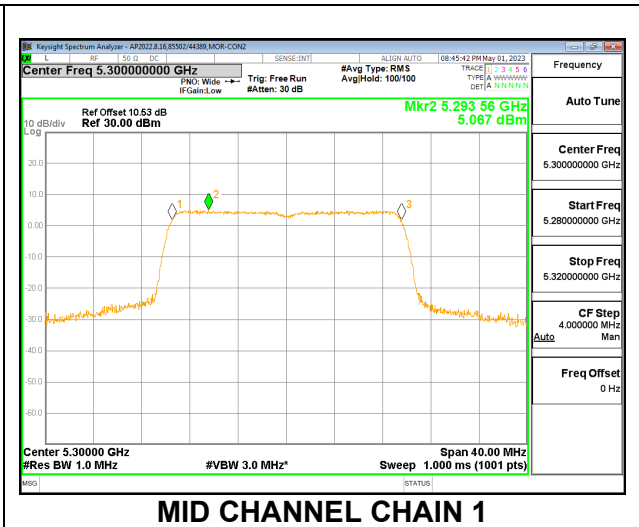 Keysight Spectrum Analyzer - AP2022.8.16,85502/44389,MOR-CON2
L RF 50 Ω DC SENSE:INT ALIGN AUTO 08:45:42 PM May 01, 2023
Center Freq 5.300000000 GHz
PNO: Wide
IFGain:Low
Trig: Free Run
#Atten: 30 dB
#Avg Type: RMS
Avg|Hold: 100/100
TRACE 1 2 3 4 5 6
TYPE A WWWWW
DET A N N N N N
Mkr2 5.293 56 GHz
5.067 dBm
Ref Offset 10.53 dB
Ref 30.00 dBm
10 dB/div
Log
20.0
10.0
0.00
-10.0
-20.0
-30.0
-40.0
-50.0
-60.0
1
2
3
Center 5.30000 GHz
#Res BW 1.0 MHz
#VBW 3.0 MHz*
Span 40.00 MHz
Sweep 1.000 ms (1001 pts)
MSG
STATUS
Frequency
Auto Tune
Center Freq
5.300000000 GHz
Start Freq
5.280000000 GHz
Stop Freq
5.320000000 GHz
CF Step
4.000000 MHz
Auto Man
Freq Offset
0 Hz
MID CHANNEL CHAIN 1